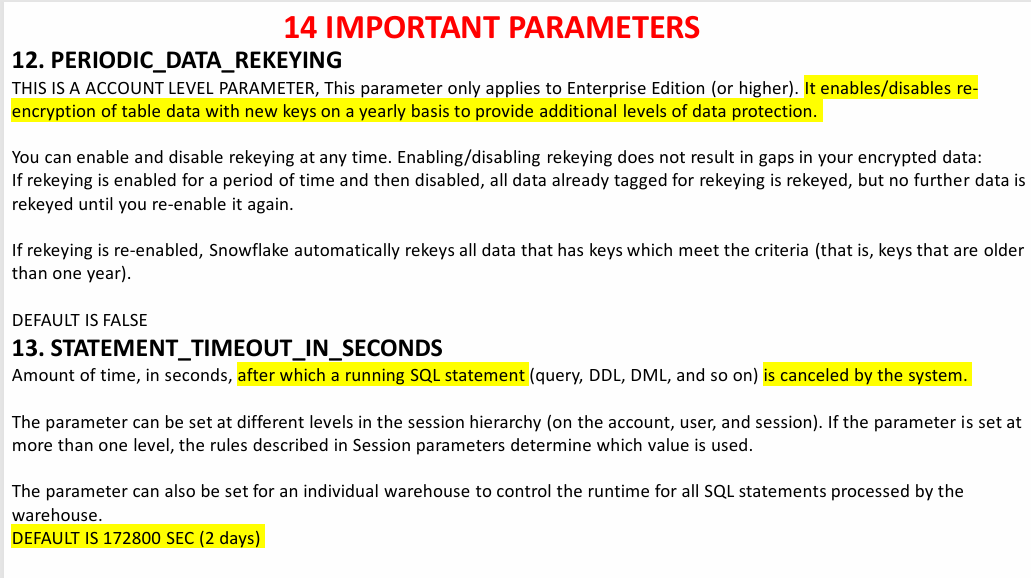 14 IMPORTANT PARAMETERS
12. PERIODIC_DATA_REKEYING
THIS IS A ACCOUNT LEVEL PARAMETER, This parameter only applies to Enterprise Edition (or higher). It enables/disables re-
encryption of table data with new keys on a yearly basis to provide additional levels of data protection.
You can enable and disable rekeying at any time. Enabling/disabling rekeying does not result in gaps in your encrypted data:
If rekeying is enabled for a period of time and then disabled, all data already tagged for rekeying is rekeyed, but no further data is
rekeyed until you re-enable it again.
If rekeying is re-enabled, Snowflake automatically rekeys all data that has keys which meet the criteria (that is, keys that are older
than one year).
DEFAULT IS FALSE
13. STATEMENT_TIMEOUT_IN_SECONDS
Amount of time, in seconds, after which a running SQL statement (query, DDL, DML, and so on) is canceled by the system.
The parameter can be set at different levels in the session hierarchy (on the account, user, and session). If the parameter is set at
more than one level, the rules described in Session parameters determine which value is used.
The parameter can also be set for an individual warehouse to control the runtime for all SQL statements processed by the
warehouse.
DEFAULT IS 172800 SEC (2 days)